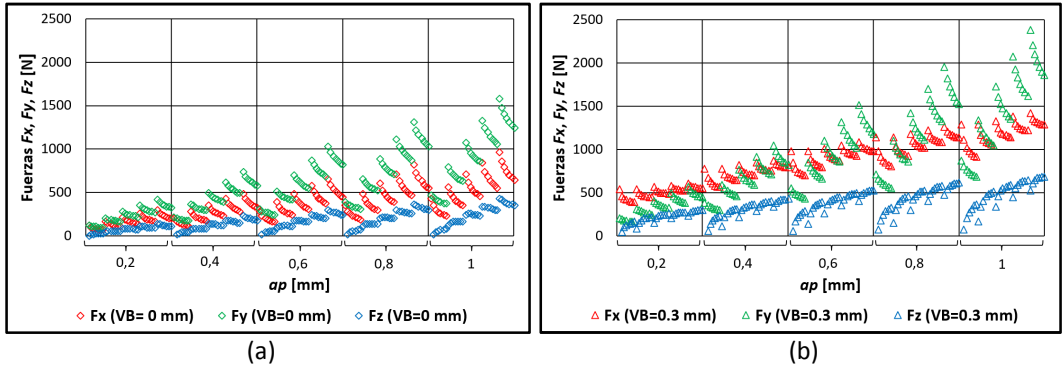 2500
2000
1500
1000
500
0
Fuerzas Fx, Fy, Fz [N]
0,2
0,4
0,6
0,8
1
ap [mm]
Fx (VB= 0 mm)
Fy (VB=0 mm)
Fz (VB=0 mm)
(a)
2500
2000
1500
1000
500
0
Fuerzas Fx, Fy, Fz [N]
0,2
0,4
0,6
0,8
1
ap [mm]
Fx (VB=0.3 mm)
Fy (VB=0.3 mm)
Fz (VB=0.3 mm)
(b)